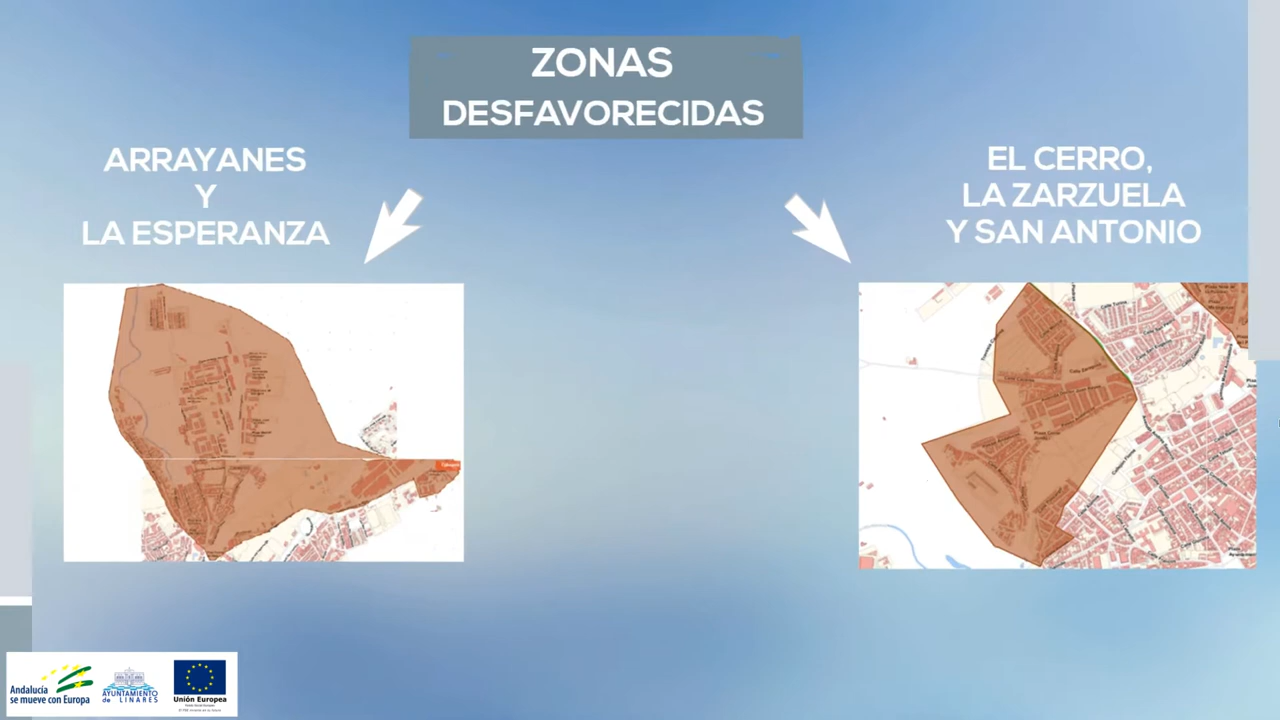 ZONAS
DESFAVORECIDAS
ARRAYANES
Y
LA ESPERANZA
EL CERRO,
LA ZARZUELA
Y SAN ANTONIO
Andalucía
se mueve con Europa
AYUNTAMIENTO
de LINARES
Unión Europea